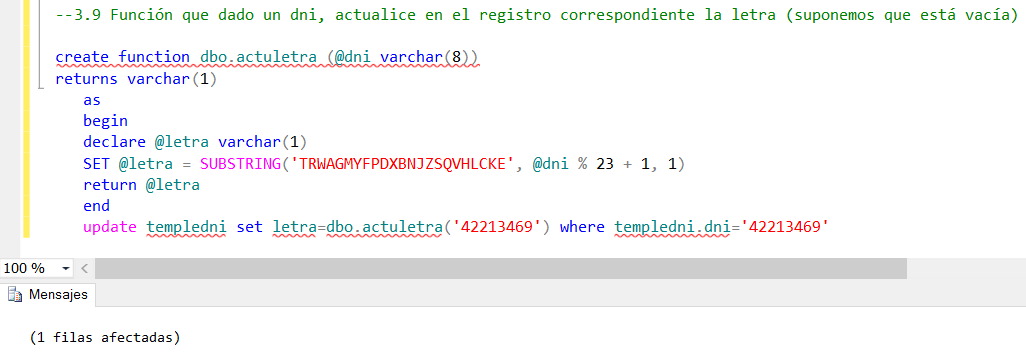 --3.9 Función que dado un dni, actualice en el registro correspondiente la letra (suponemos que está vacía)
create function dbo.actuletra (@dni varchar(8))
returns varchar(1)
as
begin
declare @letra varchar(1)
SET @letra = SUBSTRING('TRWAGMYFPDXBNJZSQVHLCKE', @dni % 23 + 1, 1)
return @letra
end
update templedni set letra=dbo.actuletra('42213469') where templedni.dni='42213469'
100 %
Mensajes
(1 filas afectadas)